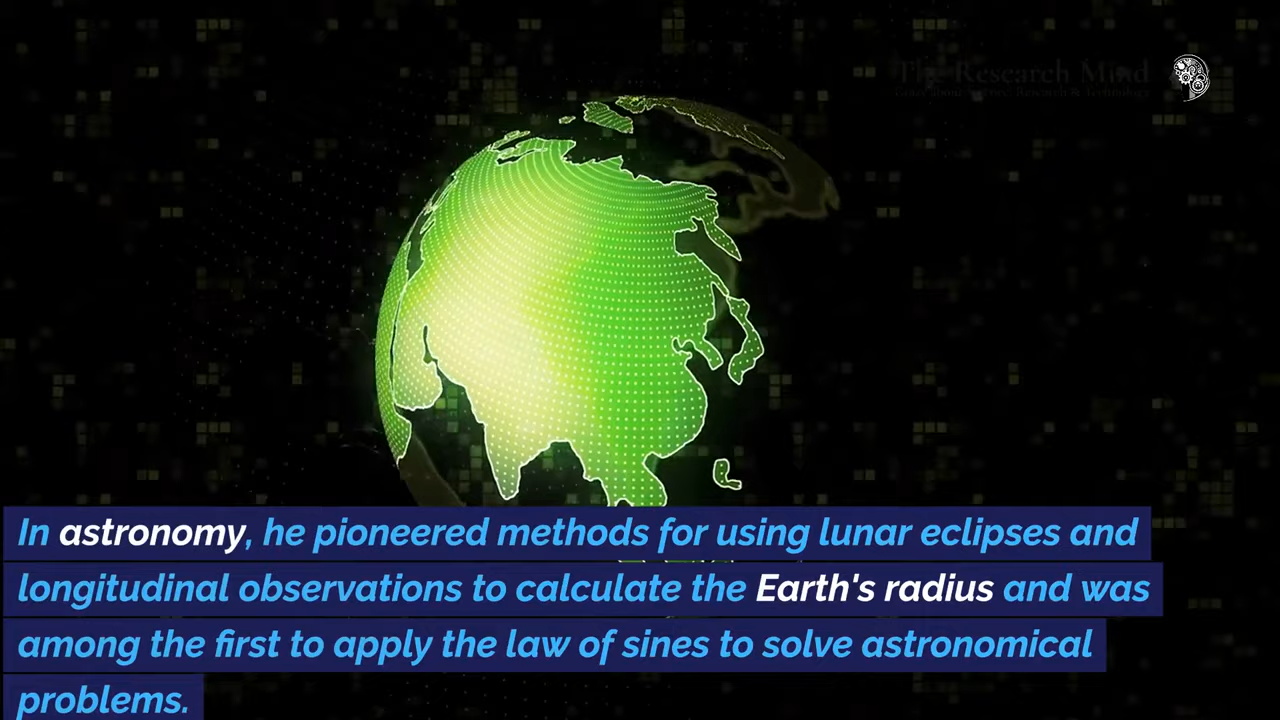 The Research Mind
In astronomy, he pioneered methods for using lunar eclipses and
longitudinal observations to calculate the Earth's radius and was
among the first to apply the law of sines to solve astronomical
problems.